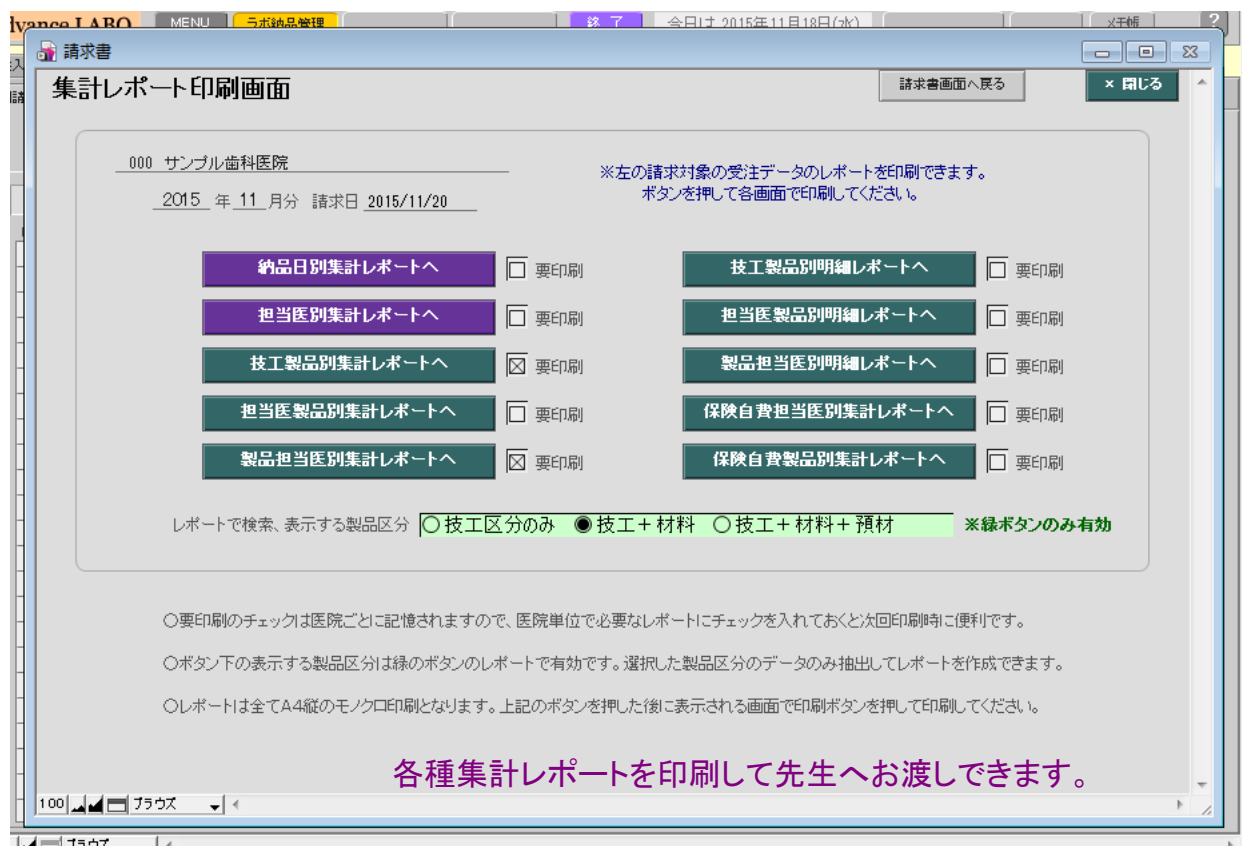 dvance LABO MENU ラボ納品管理 終 了 今日は 2015年11月18日(水) メモ帳 ?
請求書
集計レポート印刷画面 請求書画面へ戻る × 閉じる
000 サンプル歯科医院
※左の請求対象の受注データのレポートを印刷できます。
ボタンを押して各画面で印刷してください。
2015 年 11 月分 請求日 2015/11/20
納品日別集計レポートへ 要印刷 技工製品別明細レポートへ 要印刷
担当医別集計レポートへ 要印刷 担当医製品別明細レポートへ 要印刷
技工製品別集計レポートへ 要印刷 製品担当医別明細レポートへ 要印刷
担当医製品別集計レポートへ 要印刷 保険自費担当医別集計レポートへ 要印刷
製品担当医別集計レポートへ 要印刷 保険自費製品別集計レポートへ 要印刷
レポートで検索、表示する製品区分 技工区分のみ 技工+材料 技工+材料+預材 ※緑ボタンのみ有効
○要印刷のチェックは医院ごとに記憶されますので、医院単位で必要なレポートにチェックを入れておくと次回印刷時に便利です。
○ボタン下の表示する製品区分は緑のボタンのレポートで有効です。選択した製品区分のデータのみ抽出してレポートを作成できます。
○レポートは全てA4縦のモノクロ印刷となります。上記のボタンを押した後に表示される画面で印刷ボタンを押して印刷してください。
各種集計レポートを印刷して先生へお渡しできます。
100 ブラウズ
ブラウズ